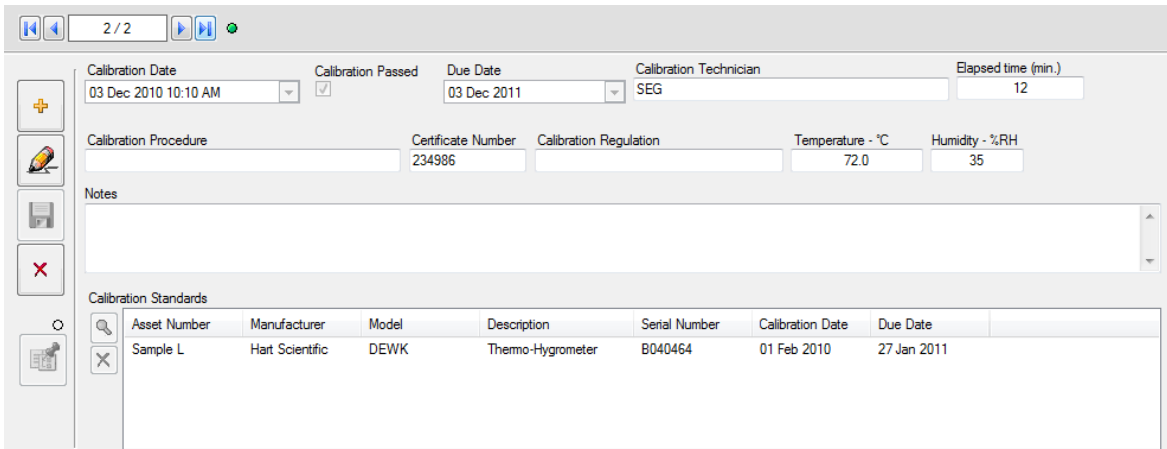 2 / 2
Calibration Date Calibration Passed Due Date Calibration Technician Elapsed time (min.)
03 Dec 2010 10:10 AM 03 Dec 2011 SEG 12
Calibration Procedure Certificate Number Calibration Regulation Temperature - °C Humidity - %RH
234986 72.0 35
Notes
Calibration Standards
Asset Number Manufacturer Model Description Serial Number Calibration Date Due Date
Sample L Hart Scientific DEWK Thermo-Hygrometer B040464 01 Feb 2010 27 Jan 2011